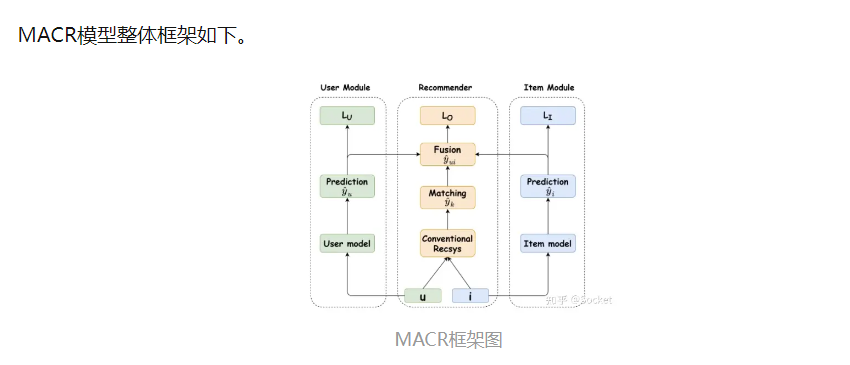 MACR模型整体框架如下。
User Module
Recommender
Item Module
L_U
L_O
L_I
Fusion
ŷ_ui
Prediction
ŷ_u
Matching
ŷ_k
Prediction
ŷ_i
User model
Conventional
Recsys
Item model
u
i
知乎 @Socket
MACR框架图